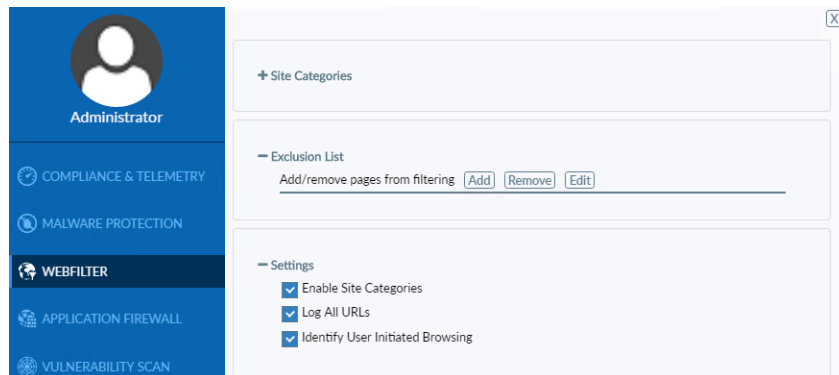 X
Administrator
COMPLIANCE & TELEMETRY
MALWARE PROTECTION
WEBFILTER
APPLICATION FIREWALL
VULNERABILITY SCAN
+ Site Categories
− Exclusion List
Add/remove pages from filtering Add Remove Edit
− Settings
Enable Site Categories
Log All URLs
Identify User Initiated Browsing